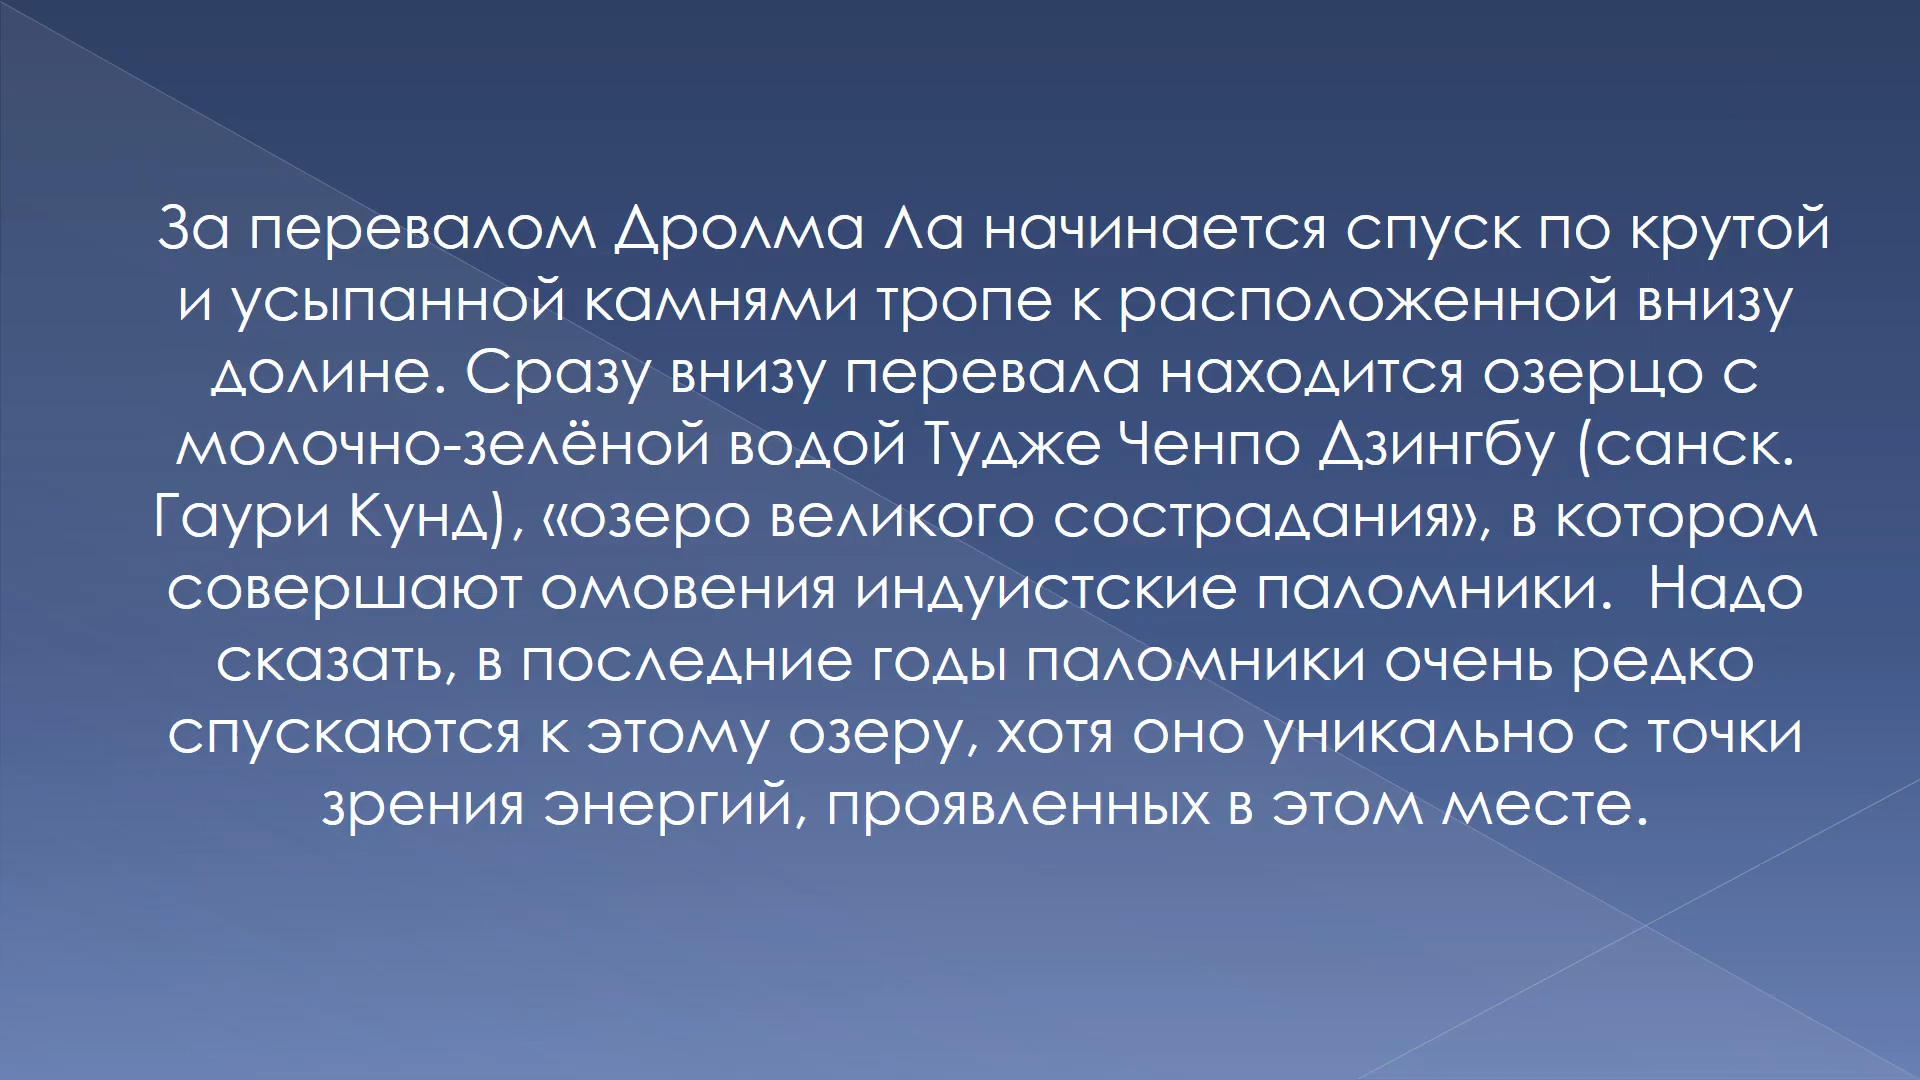 За перевалом Дролма Ла начинается спуск по крутой
и усыпанной камнями тропе к расположенной внизу
долине. Сразу внизу перевала находится озерцо с
молочно-зелёной водой Тудже Ченпо Дзингбу (санск.
Гаури Кунд), «озеро великого сострадания», в котором
совершают омовения индуистские паломники.  Надо
сказать, в последние годы паломники очень редко
спускаются к этому озеру, хотя оно уникально с точки
зрения энергий, проявленных в этом месте.